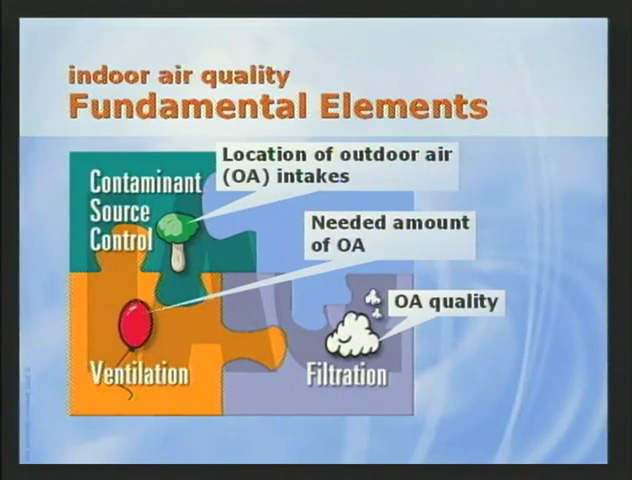 indoor air quality
Fundamental Elements
Location of outdoor air
(OA) intakes
Contaminant
Source
Control
Needed amount
of OA
OA quality
Ventilation
Filtration